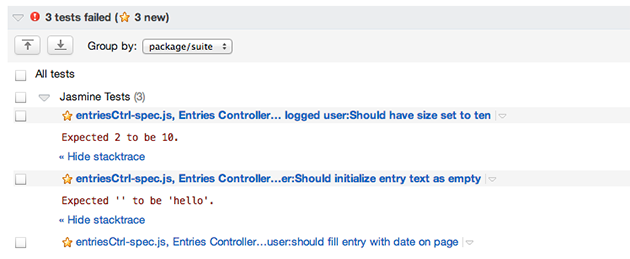 3 tests failed ( 3 new)
Group by: package/suite
All tests
Jasmine Tests (3)
entriesCtrl-spec.js, Entries Controller... logged user:Should have size set to ten
Expected 2 to be 10.
« Hide stacktrace
entriesCtrl-spec.js, Entries Controller...er:Should initialize entry text as empty
Expected '' to be 'hello'.
« Hide stacktrace
entriesCtrl-spec.js, Entries Controller...user:should fill entry with date on page